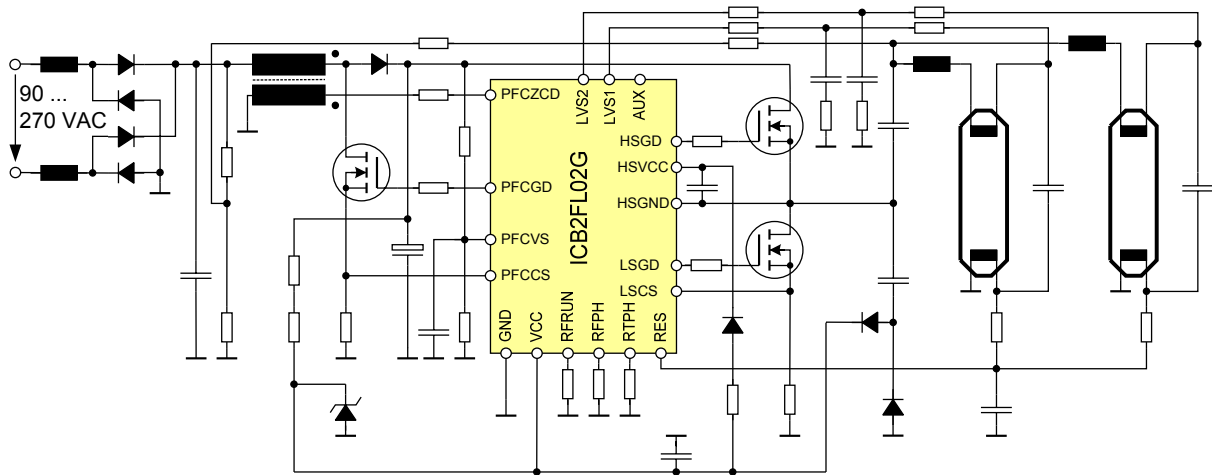 90 ...
270 VAC
PFCZCD
PFCGD
PFCVS
PFCCS
LVS2
LVS1
AUX
ICB2FL02G
HSGD
HSVCC
HSGND
LSGD
LSCS
GND
VCC
RFRUN
RFPH
RTPH
RES